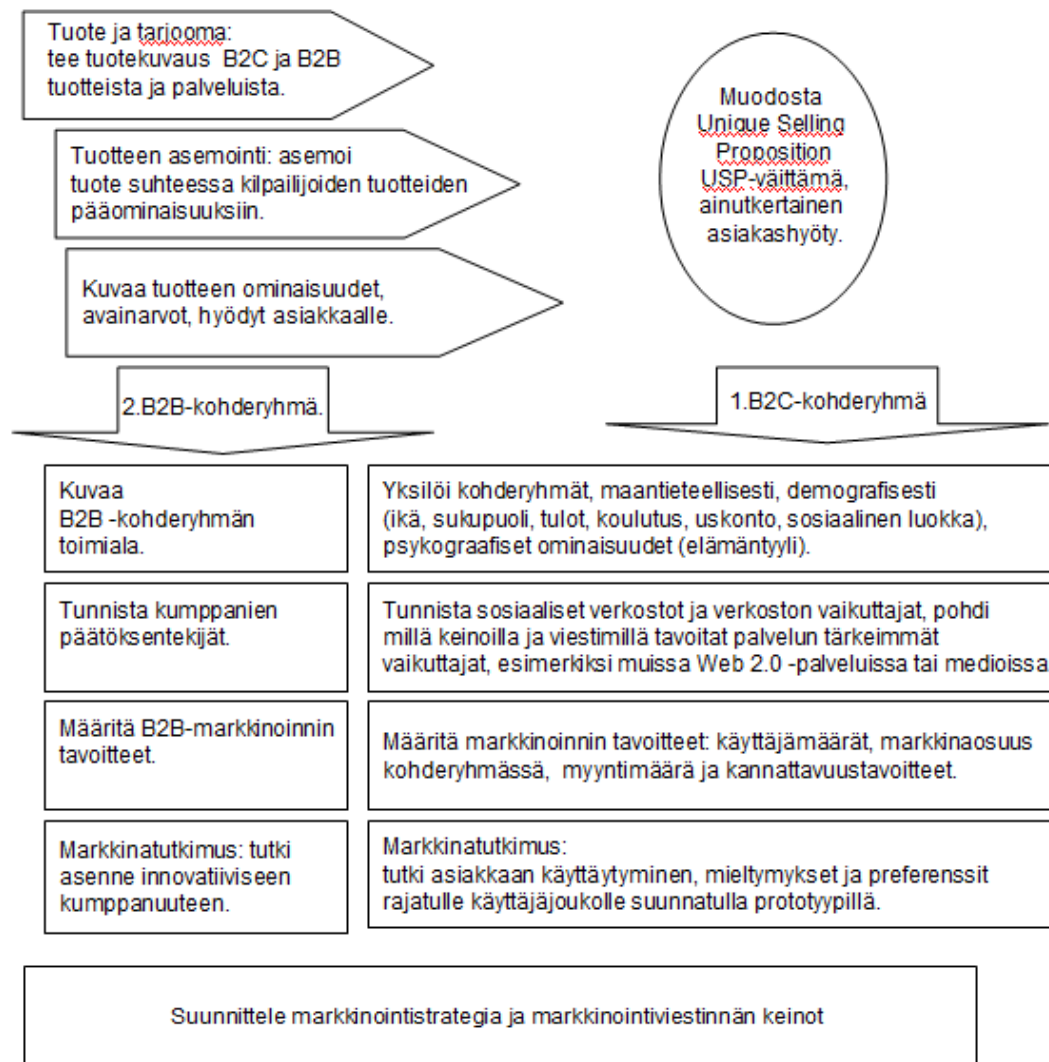 Tuote ja tarjooma:
tee tuotekuvaus B2C ja B2B
tuotteista ja palveluista.
Tuotteen asemointi: asemoi
tuote suhteessa kilpailijoiden tuotteiden
pääominaisuuksiin.
Kuvaa tuotteen ominaisuudet,
avainarvot, hyödyt asiakkaalle.
Muodosta
Unique Selling
Proposition
USP-väittämä,
ainutkertainen
asiakashyöty.
2.B2B-kohderyhmä.
1.B2C-kohderyhmä
Kuvaa
B2B -kohderyhmän
toimiala.
Yksilöi kohderyhmät, maantieteellisesti, demografisesti
(ikä, sukupuoli, tulot, koulutus, uskonto, sosiaalinen luokka),
psykograafiset ominaisuudet (elämäntyyli).
Tunnista kumppanien
päätöksentekijät.
Tunnista sosiaaliset verkostot ja verkoston vaikuttajat, pohdi
millä keinoilla ja viestimillä tavoitat palvelun tärkeimmät
vaikuttajat, esimerkiksi muissa Web 2.0 -palveluissa tai medioissa
Määritä B2B-markkinoinnin
tavoitteet.
Määritä markkinoinnin tavoitteet: käyttäjämäärät, markkinaosuus
kohderyhmässä, myyntimäärä ja kannattavuustavoitteet.
Markkinatutkimus: tutki
asenne innovatiiviseen
kumppanuuteen.
Markkinatutkimus:
tutki asiakkaan käyttäytyminen, mieltymykset ja preferenssit
rajatulle käyttäjäjoukolle suunnatulla prototyypillä.
Suunnittele markkinointistrategia ja markkinointiviestinnän keinot